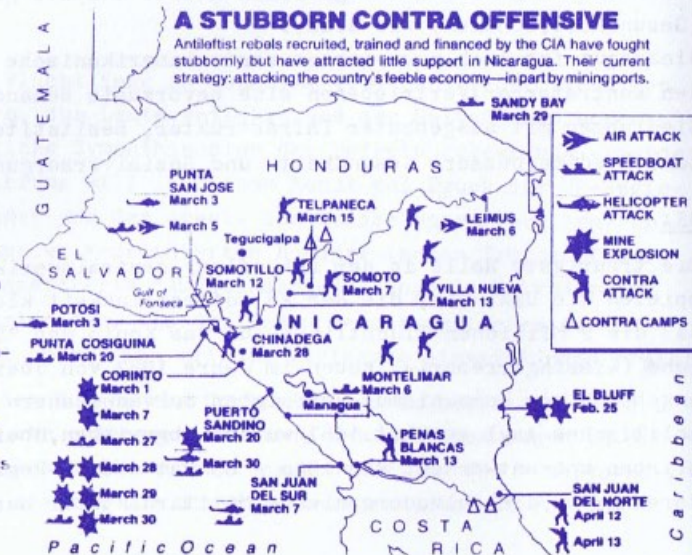 A STUBBORN CONTRA OFFENSIVE
Antileftist rebels recruited, trained and financed by the CIA have fought
stubbornly but have attracted little support in Nicaragua. Their current
strategy: attacking the country's feeble economy—in part by mining ports.
SANDY BAY
March 29
HONDURAS
AIR ATTACK
SPEEDBOAT
ATTACK
HELICOPTER
ATTACK
MINE
EXPLOSION
CONTRA
ATTACK
CONTRA CAMPS
PUNTA
SAN JOSE
March 3
March 5
TELPANECA
March 15
Tegucigalpa
LEIMUS
March 6
EL
SALVADOR
Gulf of
Fonseca
SOMOTILLO
March 12
SOMOTO
March 7
VILLA NUEVA
March 13
POTOSI
March 3
NICARAGUA
PUNTA COSIGUINA
March 20
CHINADEGA
March 28
CORINTO
March 1
March 7
March 27
March 28
March 29
March 30
PUERTO
SANDINO
March 20
March 30
MONTELIMAR
March 6
Managua
EL BLUFF
Feb. 25
PENAS
BLANCAS
March 13
SAN JUAN
DEL SUR
March 7
SAN JUAN
DEL NORTE
April 12
April 13
COSTA
RICA
Pacific Ocean
Caribban